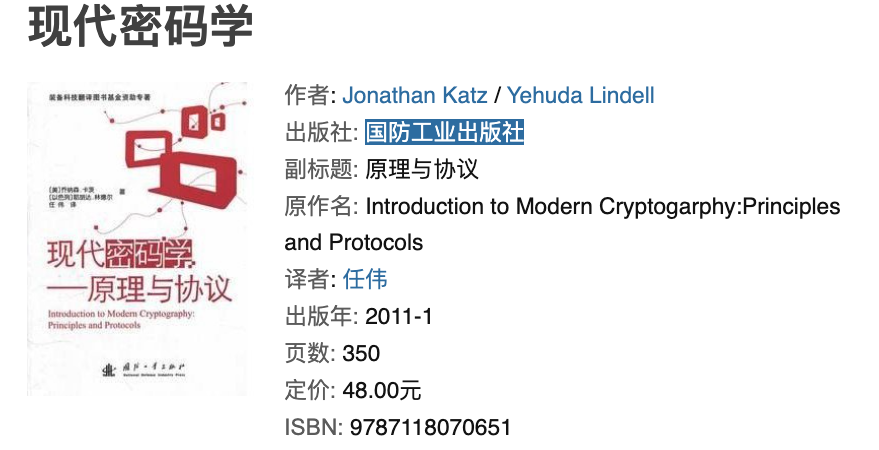 现代密码学
装备科技翻译图书基金资助专著
[美]乔纳森.卡茨
[以色列]耶胡达.林德尔 著
任伟 译
现代密码学
——原理与协议
Introduction to Modern Cryptography:
Principles and Protocols
国防工业出版社
National Defense Industry Press
作者: Jonathan Katz / Yehuda Lindell
出版社: 国防工业出版社
副标题: 原理与协议
原作名: Introduction to Modern Cryptogarphy:Principles
and Protocols
译者: 任伟
出版年: 2011-1
页数: 350
定价: 48.00元
ISBN: 9787118070651